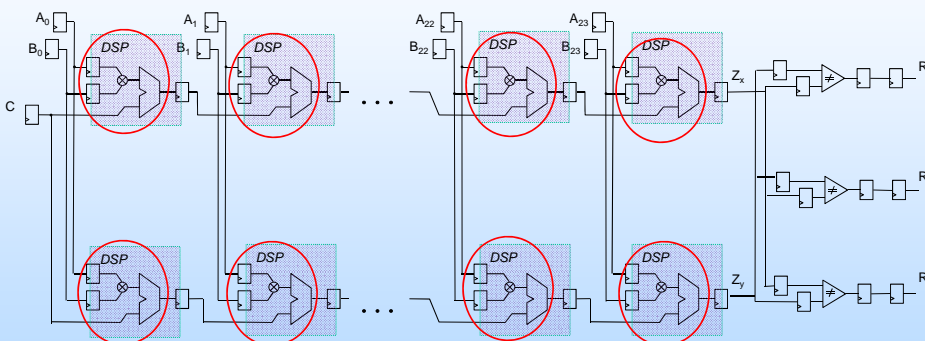 A0 A1 A22 A23
B0 DSP B1 DSP B22 DSP B23 DSP
Zx R
C
R
DSP DSP DSP DSP
Zy R